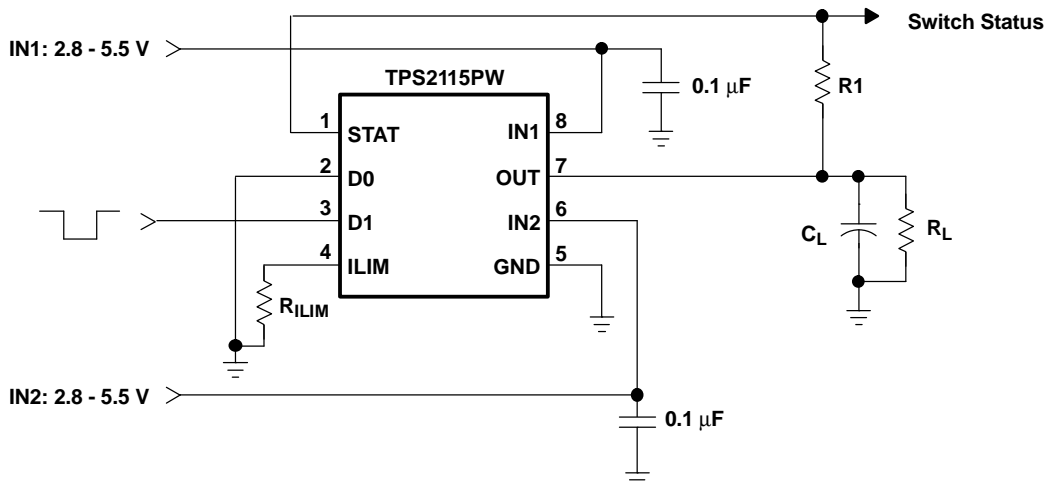 Switch Status
IN1: 2.8 - 5.5 V
TPS2115PW
0.1 µF
R1
1
STAT
IN1
8
2
D0
OUT
7
3
D1
IN2
6
4
ILIM
GND
5
CL
RL
RILIM
IN2: 2.8 - 5.5 V
0.1 µF